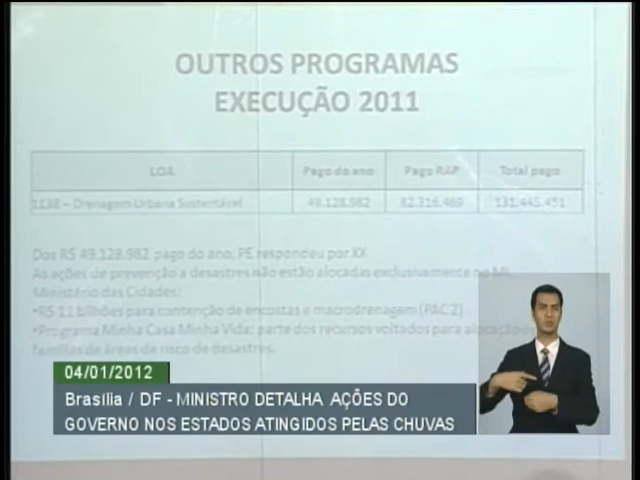 OUTROS PROGRAMAS
EXECUÇÃO 2011
LOA Pago do ano Pago RAP Total pago
1138 – Drenagem Urbana Sustentável 49.128.982 82.316.469 131.445.451
Dos R$ 49.128.982 pago do ano, PE respondeu por XX
As ações de prevenção a desastres não estão alocadas exclusivamente no MI.
Ministério das Cidades:
•R$ 11 bilhões para contenção de encostas e macrodrenagem (PAC 2)
•Programa Minha Casa Minha Vida: parte dos recursos voltados para alocação
famílias de áreas de risco de desastres.
04/01/2012
Brasília / DF - MINISTRO DETALHA AÇÕES DO
GOVERNO NOS ESTADOS ATINGIDOS PELAS CHUVAS